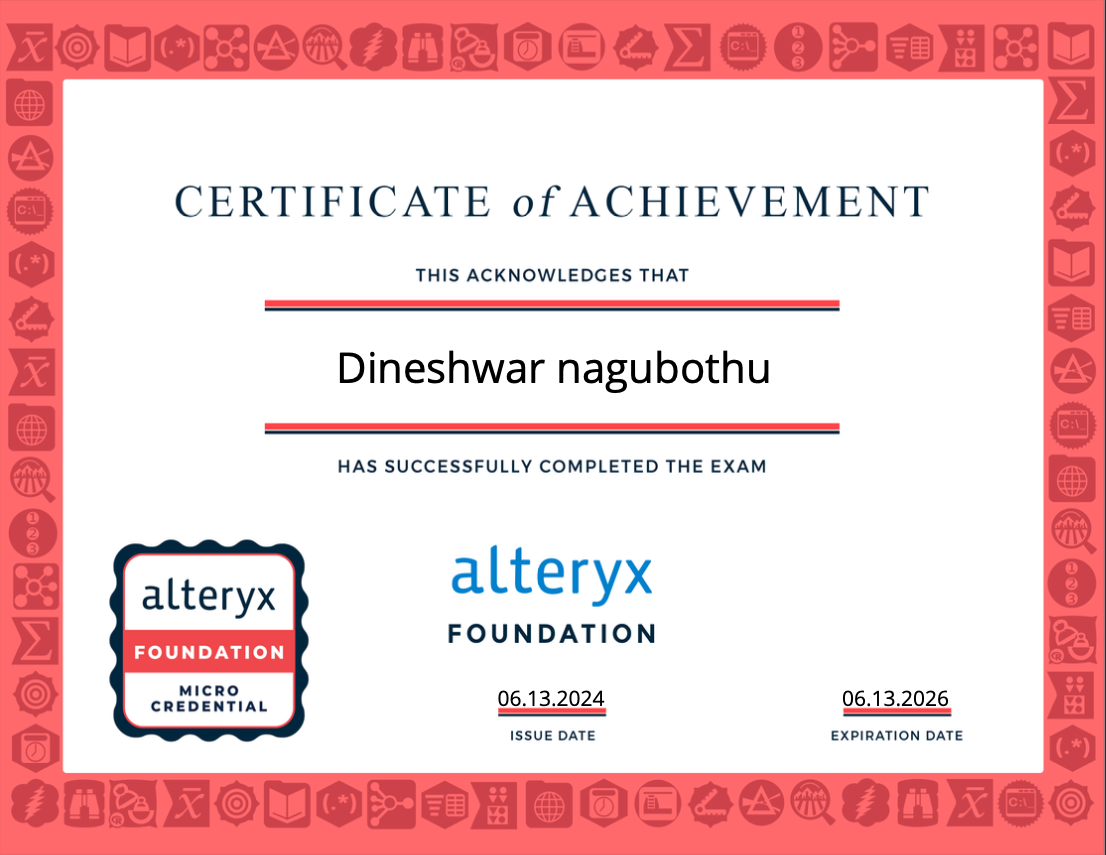 CERTIFICATE of ACHIEVEMENT
THIS ACKNOWLEDGES THAT
Dineshwar nagubothu
HAS SUCCESSFULLY COMPLETED THE EXAM
alteryx
FOUNDATION
MICRO
CREDENTIAL
alteryx
FOUNDATION
06.13.2024
ISSUE DATE
06.13.2026
EXPIRATION DATE